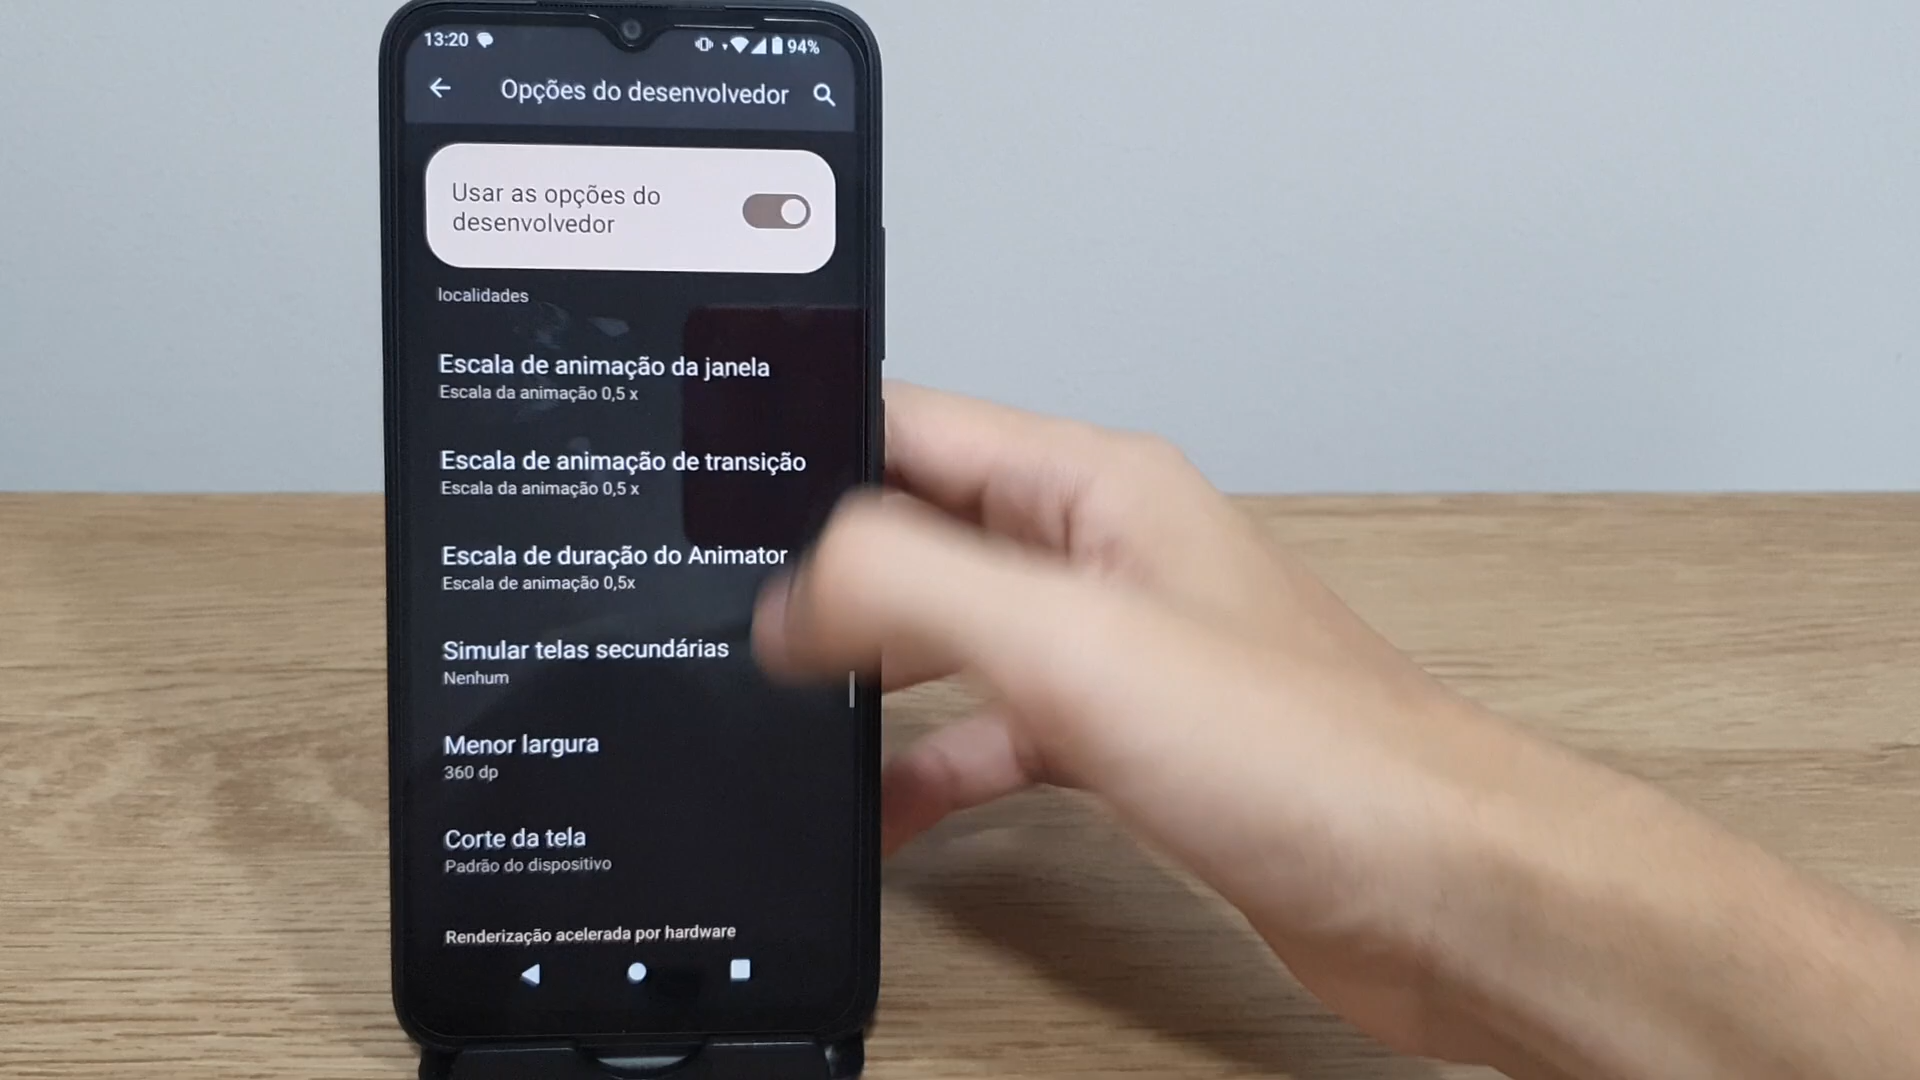 13:20
94%
Opções do desenvolvedor
Usar as opções do
desenvolvedor
localidades
Escala de animação da janela
Escala da animação 0,5 x
Escala de animação de transição
Escala da animação 0,5 x
Escala de duração do Animator
Escala de animação 0,5x
Simular telas secundárias
Nenhum
Menor largura
360 dp
Corte da tela
Padrão do dispositivo
Renderização acelerada por hardware